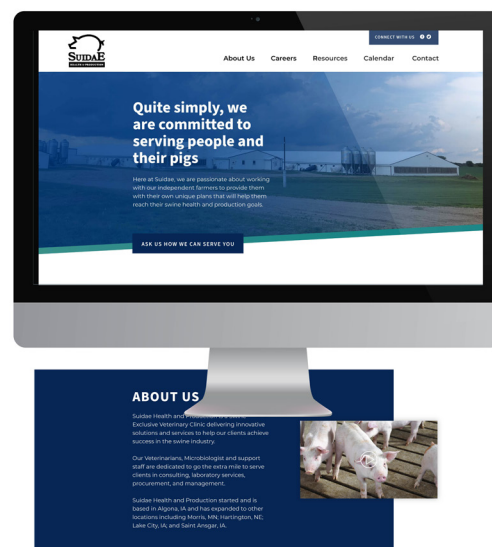 SUIDAE
HEALTH & PRODUCTION
CONNECT WITH US
About Us Careers Resources Calendar Contact
Quite simply, we
are committed to
serving people and
their pigs
Here at Suidae, we are passionate about working
with our independent farmers to provide them
with their own unique plans that will help them
reach their swine health and production goals.
ASK US HOW WE CAN SERVE YOU
ABOUT US
Suidae Health and Production
Exclusive Veterinary Clinic delivering innovative
solutions and services to help our clients achieve
success in the swine industry.
Our Veterinarians, Microbiologist and support
staff are dedicated to go the extra mile to serve
clients in consulting, laboratory services,
procurement, and management.
Suidae Health and Production started and is
based in Algona, IA and has expanded to other
locations including Morris, MN; Hartington, NE;
Lake City, IA; and Saint Ansgar, IA.